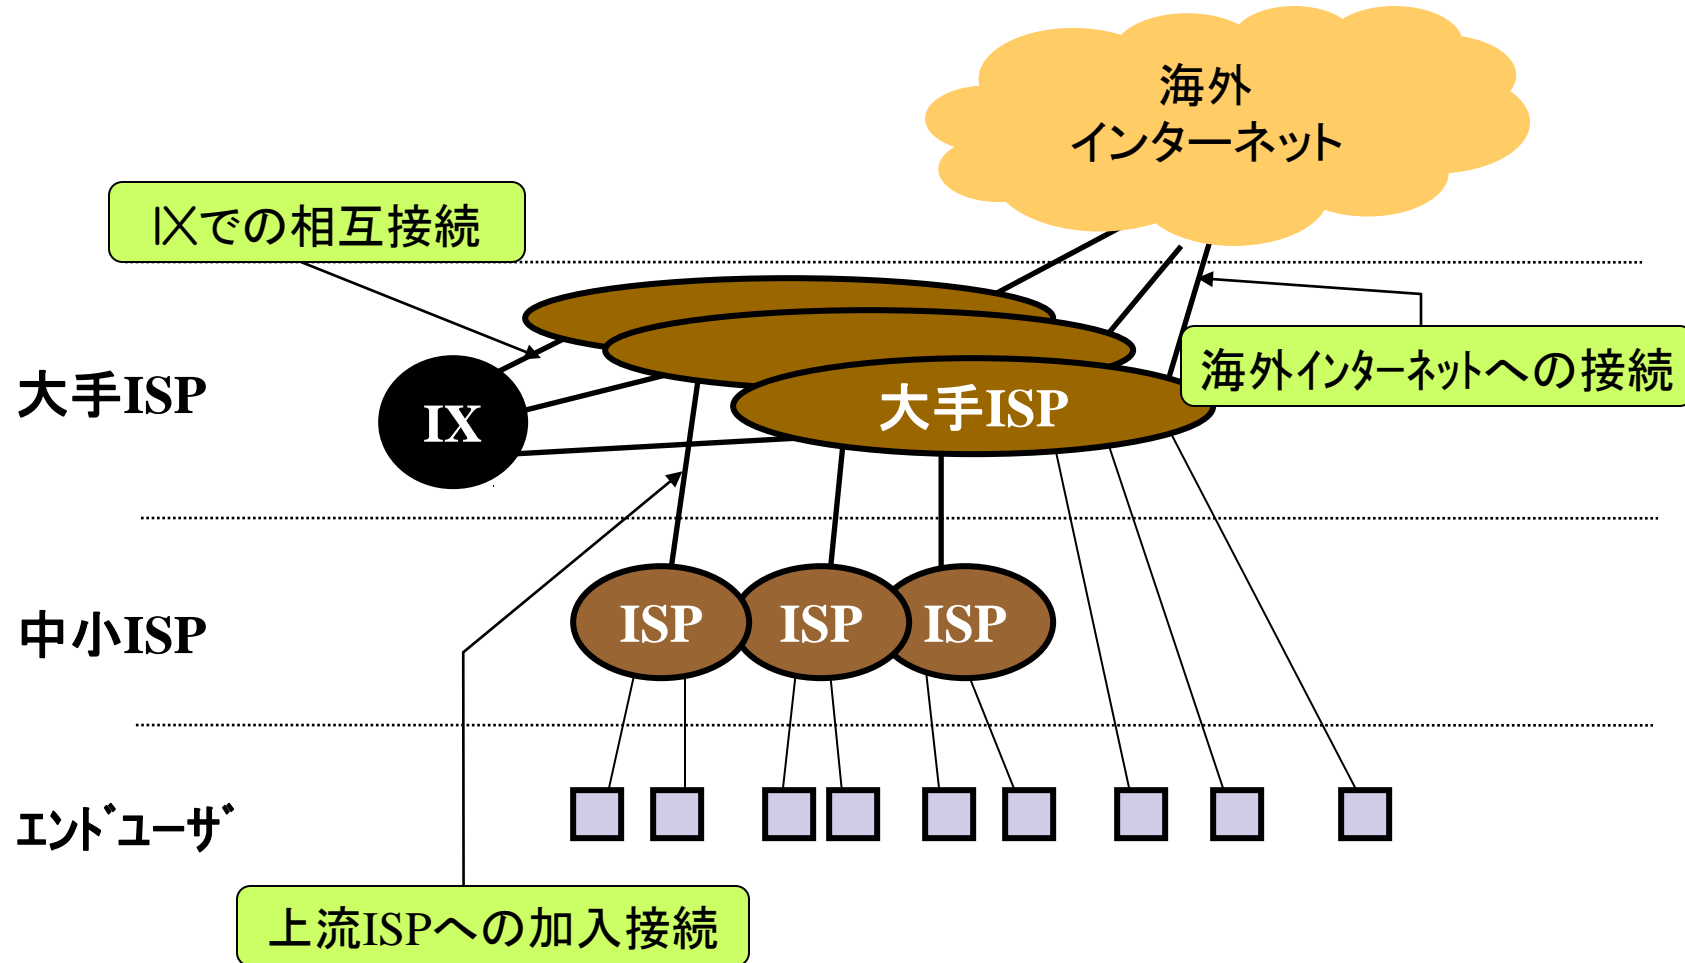 海外
インターネット
IXでの相互接続
海外インターネットへの接続
大手ISP
IX
大手ISP
中小ISP
ISP
ISP
ISP
エンドユーザ
上流ISPへの加入接続